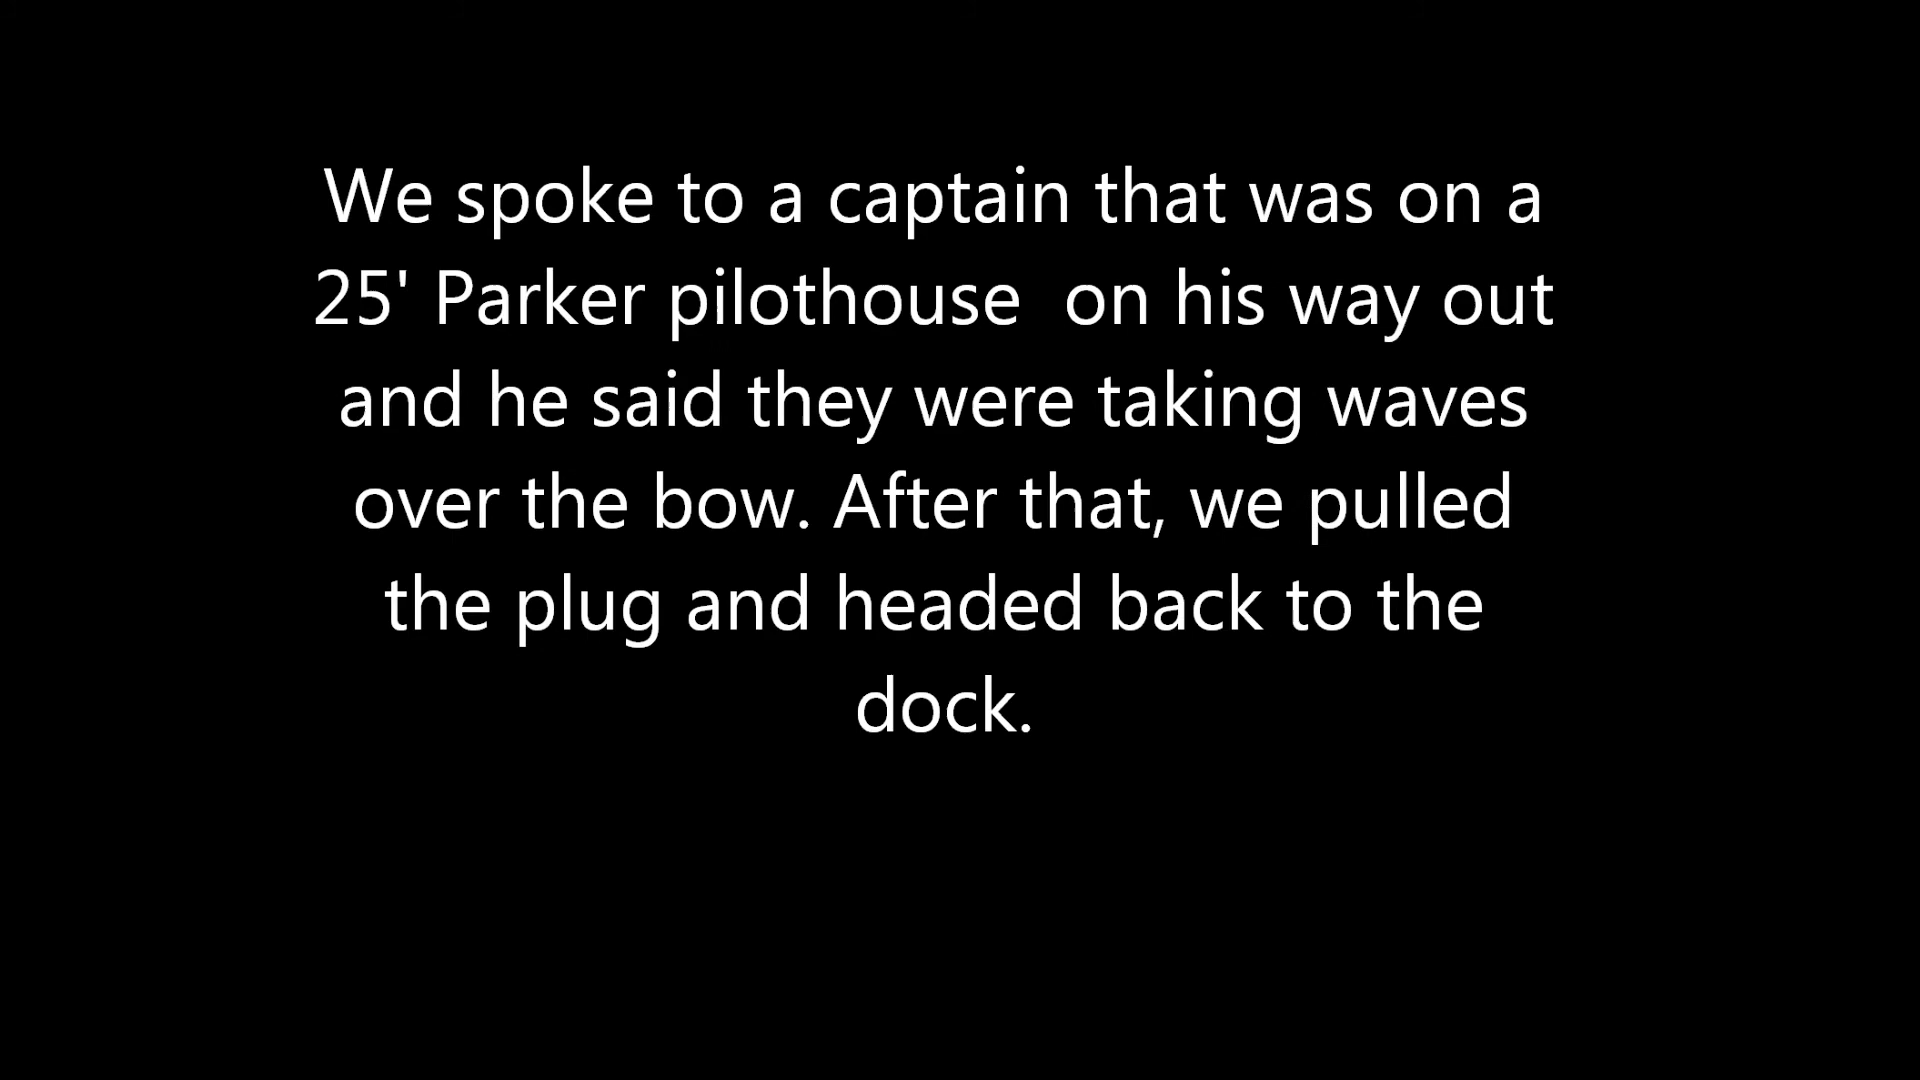 We spoke to a captain that was on a
25' Parker pilothouse  on his way out
and he said they were taking waves
over the bow. After that, we pulled
the plug and headed back to the
dock.